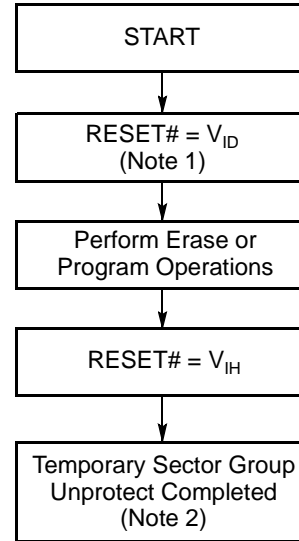 START
RESET# = V_ID
(Note 1)
Perform Erase or
Program Operations
RESET# = V_IH
Temporary Sector Group
Unprotect Completed
(Note 2)